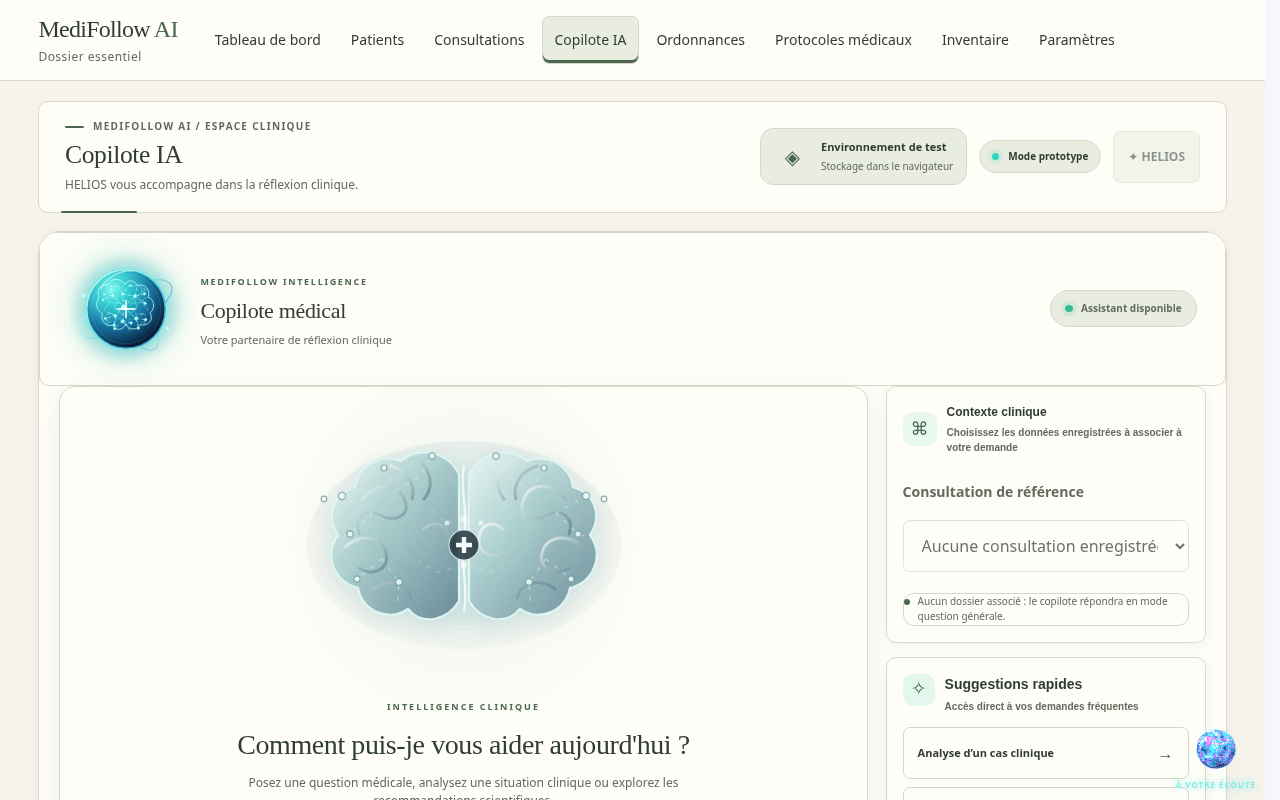 MediFollow AI
Dossier essentiel
Tableau de bord
Patients
Consultations
Copilote IA
Ordonnances
Protocoles médicaux
Inventaire
Paramètres
MEDIFOLLOW AI / ESPACE CLINIQUE
Copilote IA
HELIOS vous accompagne dans la réflexion clinique.
Environnement de test
Stockage dans le navigateur
Mode prototype
HELIOS
MEDIFOLLOW INTELLIGENCE
Copilote médical
Votre partenaire de réflexion clinique
Assistant disponible
INTELLIGENCE CLINIQUE
Comment puis-je vous aider aujourd'hui ?
Posez une question médicale, analysez une situation clinique ou explorez les
recommandations scientifiques.
Contexte clinique
Choisissez les données enregistrées à associer à
votre demande
Consultation de référence
Aucune consultation enregistré
Aucun dossier associé : le copilote répondra en mode
question générale.
Suggestions rapides
Accès direct à vos demandes fréquentes
Analyse d’un cas clinique →
À VOTRE ÉCOUTE